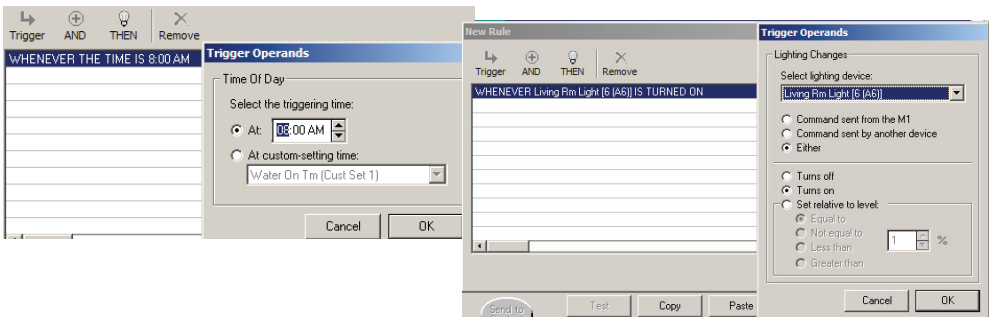 Trigger AND THEN Remove
WHENEVER THE TIME IS 8:00 AM
Trigger Operands
Time Of Day
Select the triggering time:
At: 08:00 AM
At custom-setting time:
Water On Tm (Cust Set 1)
Cancel OK
New Rule
Trigger AND THEN Remove
WHENEVER Living Rm Light [6 (A6)] IS TURNED ON
Send to
Test Copy Paste
Trigger Operands
Lighting Changes
Select lighting device:
Living Rm Light [6 (A6)]
Command sent from the M1
Command sent by another device
Either
Turns off
Turns on
Set relative to level:
Equal to
Not equal to
Less than
Greater than
1 %
Cancel OK